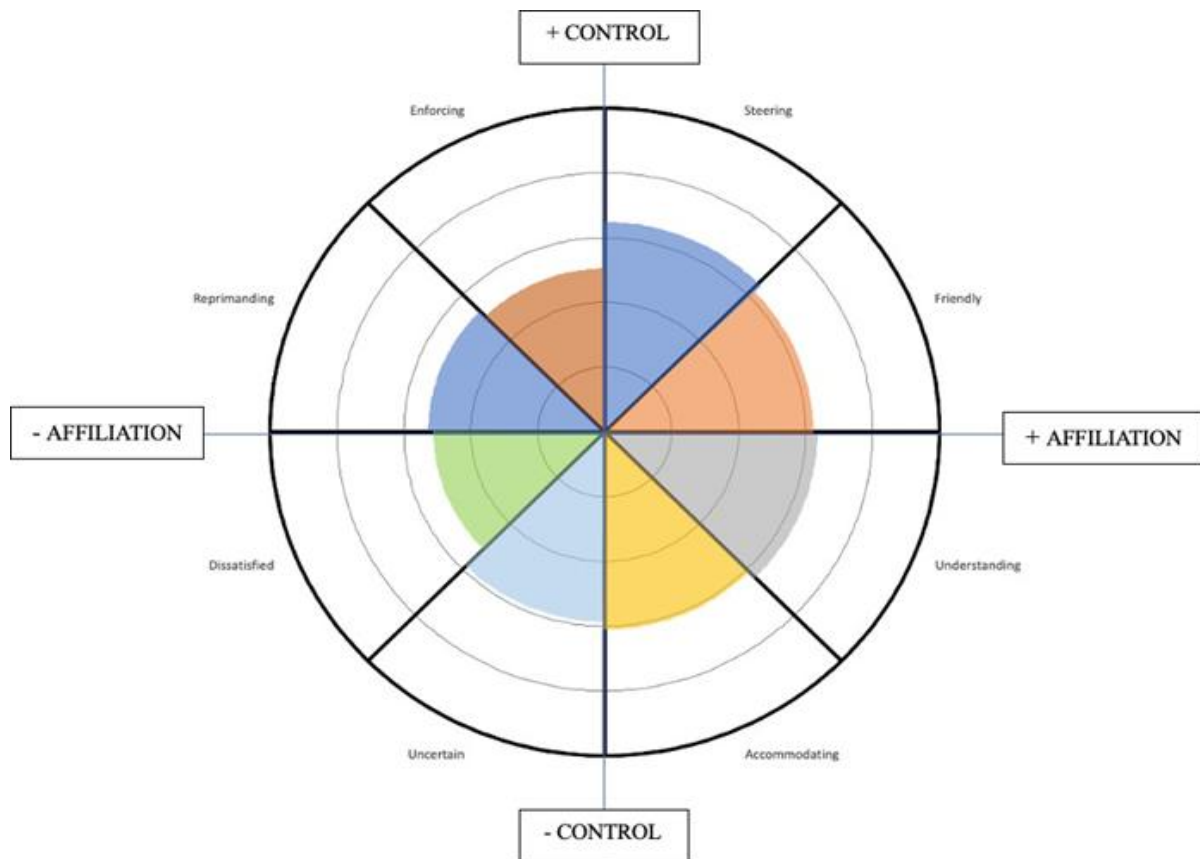 + CONTROL
Enforcing
Steering
Reprimanding
Friendly
- AFFILIATION
+ AFFILIATION
Dissatisfied
Understanding
Uncertain
Accommodating
- CONTROL